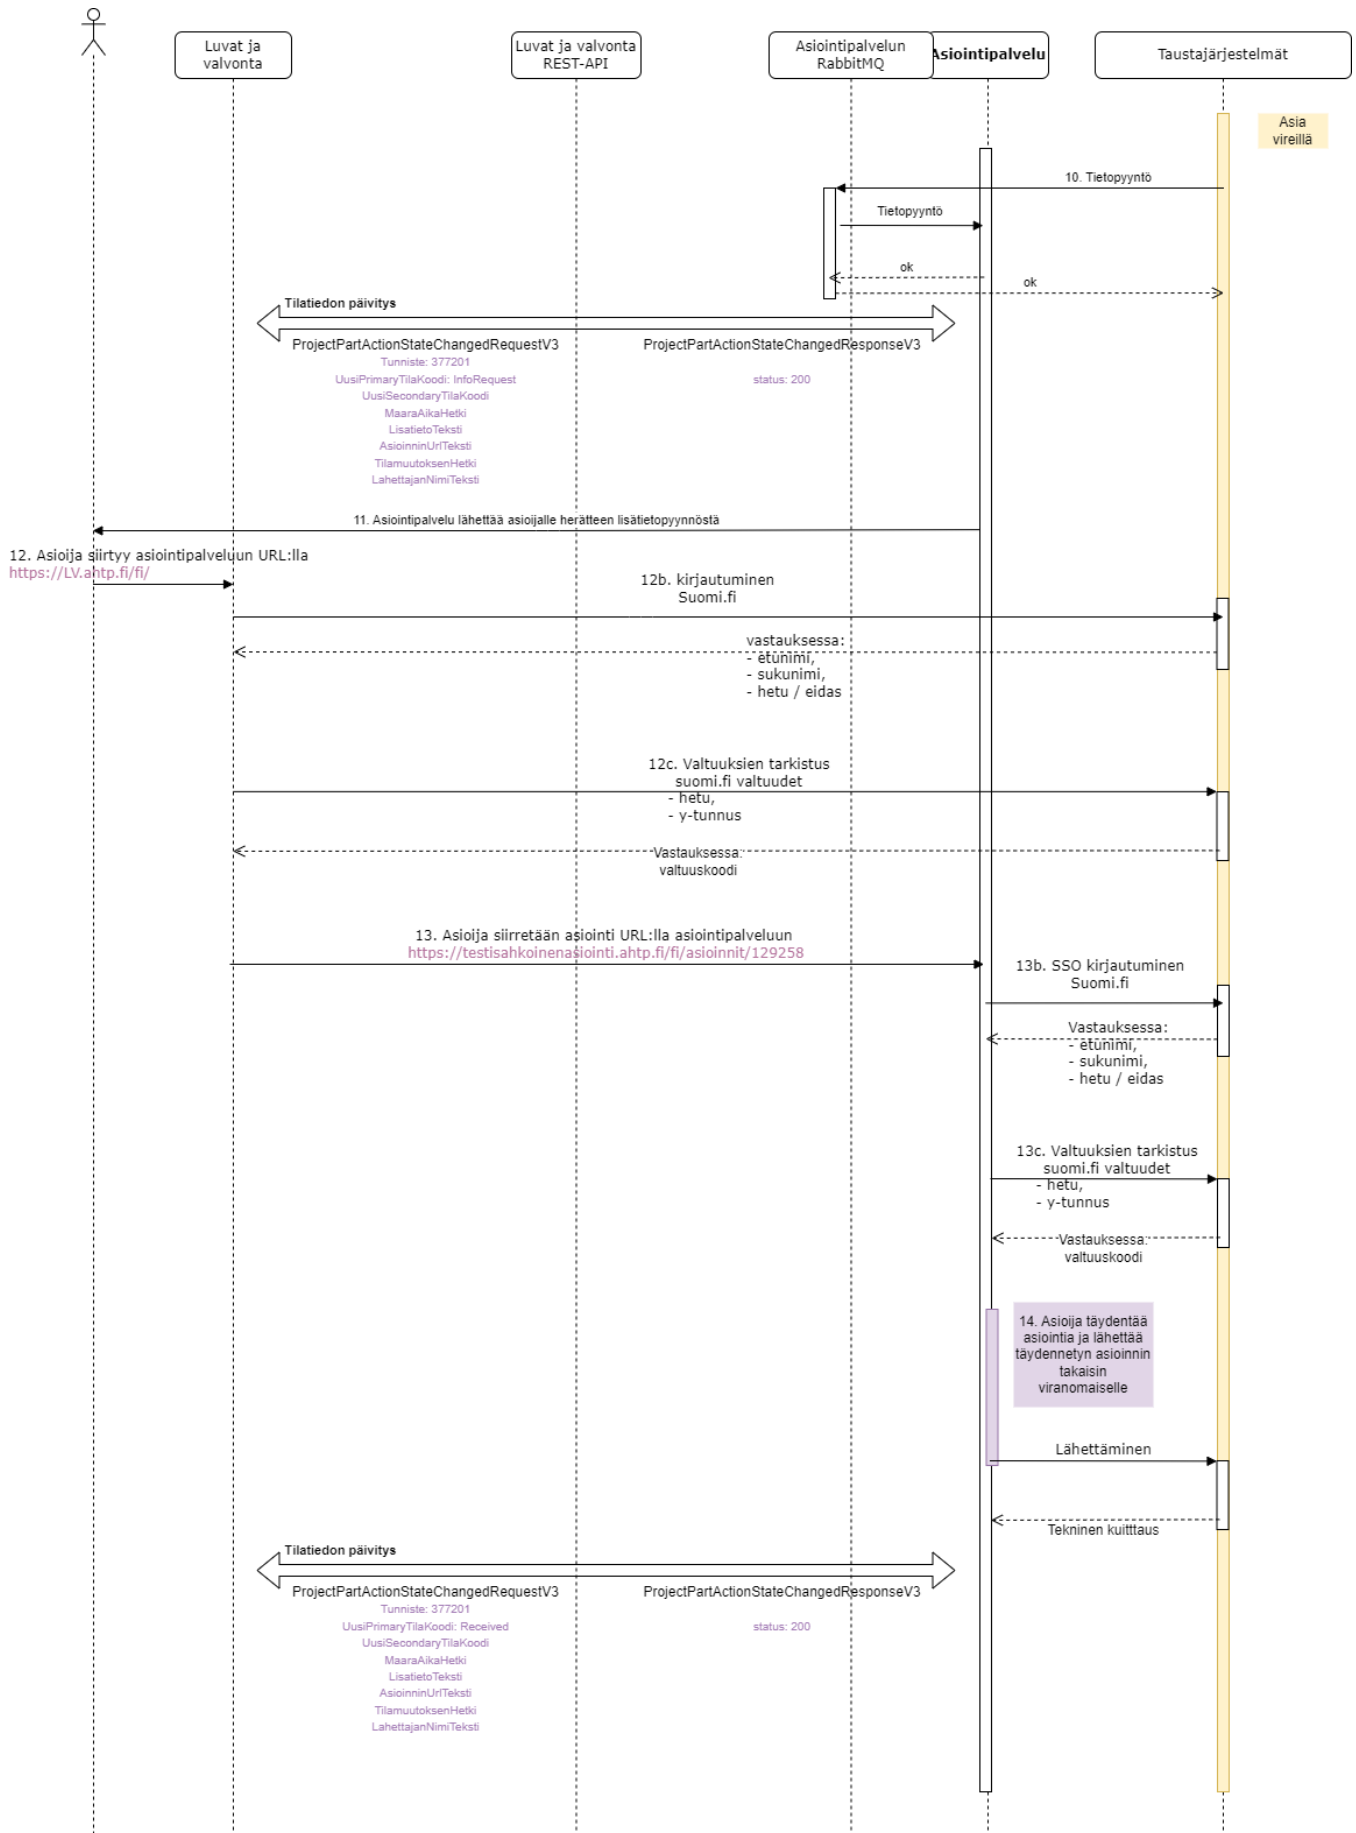 Luvat ja
valvonta
Luvat ja valvonta
REST-API
Asiointipalvelun
RabbitMQ
Asiointipalvelu
Taustajärjestelmät
Asia
vireillä
10. Tietopyyntö
Tietopyyntö
ok
ok
Tilatiedon päivitys
ProjectPartActionStateChangedRequestV3
ProjectPartActionStateChangedResponseV3
Tunniste: 377201
UusiPrimaryTilaKoodi: InfoRequest
status: 200
UusiSecondaryTilaKoodi
MaaraAikaHetki
LisatietoTeksti
AsioinninUrlTeksti
TilamuutoksenHetki
LahettajanNimiTeksti
11. Asiointipalvelu lähettää asioijalle herätteen lisätietopyynnöstä
12. Asioija siirtyy asiointipalveluun URL:lla
https://LV.ahtp.fi/fi/
12b. kirjautuminen
Suomi.fi
vastauksessa:
- etunimi,
- sukunimi,
- hetu / eidas
12c. Valtuuksien tarkistus
suomi.fi valtuudet
- hetu,
- y-tunnus
Vastauksessa:
valtuuskoodi
13. Asioija siirretään asiointi URL:lla asiointipalveluun
https://testisahkoinenasiointi.ahtp.fi/fi/asioinnit/129258
13b. SSO kirjautuminen
Suomi.fi
Vastauksessa:
- etunimi,
- sukunimi,
- hetu / eidas
13c. Valtuuksien tarkistus
suomi.fi valtuudet
- hetu,
- y-tunnus
Vastauksessa:
valtuuskoodi
14. Asioija täydentää
asiointia ja lähettää
täydennetyn asioinnin
takaisin
viranomaiselle
Lähettäminen
Tekninen kuitttaus
Tilatiedon päivitys
ProjectPartActionStateChangedRequestV3
ProjectPartActionStateChangedResponseV3
Tunniste: 377201
UusiPrimaryTilaKoodi: Received
status: 200
UusiSecondaryTilaKoodi
MaaraAikaHetki
LisatietoTeksti
AsioinninUrlTeksti
TilamuutoksenHetki
LahettajanNimiTeksti